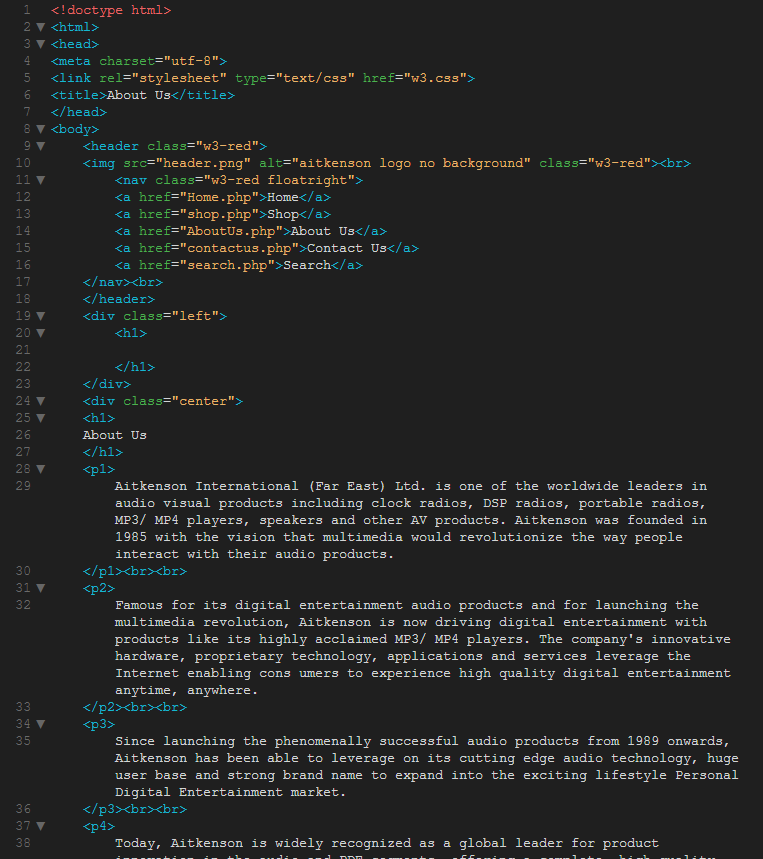 1 <!doctype html>
2 ▼ <html>
3 ▼ <head>
4 <meta charset="utf-8">
5 <link rel="stylesheet" type="text/css" href="w3.css">
6 <title>About Us</title>
7 </head>
8 ▼ <body>
9 ▼ <header class="w3-red">
10 <img src="header.png" alt="aitkenson logo no background" class="w3-red"><br>
11 ▼ <nav class="w3-red floatright">
12 <a href="Home.php">Home</a>
13 <a href="shop.php">Shop</a>
14 <a href="AboutUs.php">About Us</a>
15 <a href="contactus.php">Contact Us</a>
16 <a href="search.php">Search</a>
17 </nav><br>
18 </header>
19 ▼ <div class="left">
20 ▼ <h1>
21
22 </h1>
23 </div>
24 ▼ <div class="center">
25 ▼ <h1>
26 About Us
27 </h1>
28 ▼ <p1>
29 Aitkenson International (Far East) Ltd. is one of the worldwide leaders in
audio visual products including clock radios, DSP radios, portable radios,
MP3/ MP4 players, speakers and other AV products. Aitkenson was founded in
1985 with the vision that multimedia would revolutionize the way people
interact with their audio products.
30 </p1><br><br>
31 ▼ <p2>
32 Famous for its digital entertainment audio products and for launching the
multimedia revolution, Aitkenson is now driving digital entertainment with
products like its highly acclaimed MP3/ MP4 players. The company's innovative
hardware, proprietary technology, applications and services leverage the
Internet enabling cons umers to experience high quality digital entertainment
anytime, anywhere.
33 </p2><br><br>
34 ▼ <p3>
35 Since launching the phenomenally successful audio products from 1989 onwards,
Aitkenson has been able to leverage on its cutting edge audio technology, huge
user base and strong brand name to expand into the exciting lifestyle Personal
Digital Entertainment market.
36 </p3><br><br>
37 ▼ <p4>
38 Today, Aitkenson is widely recognized as a global leader for product